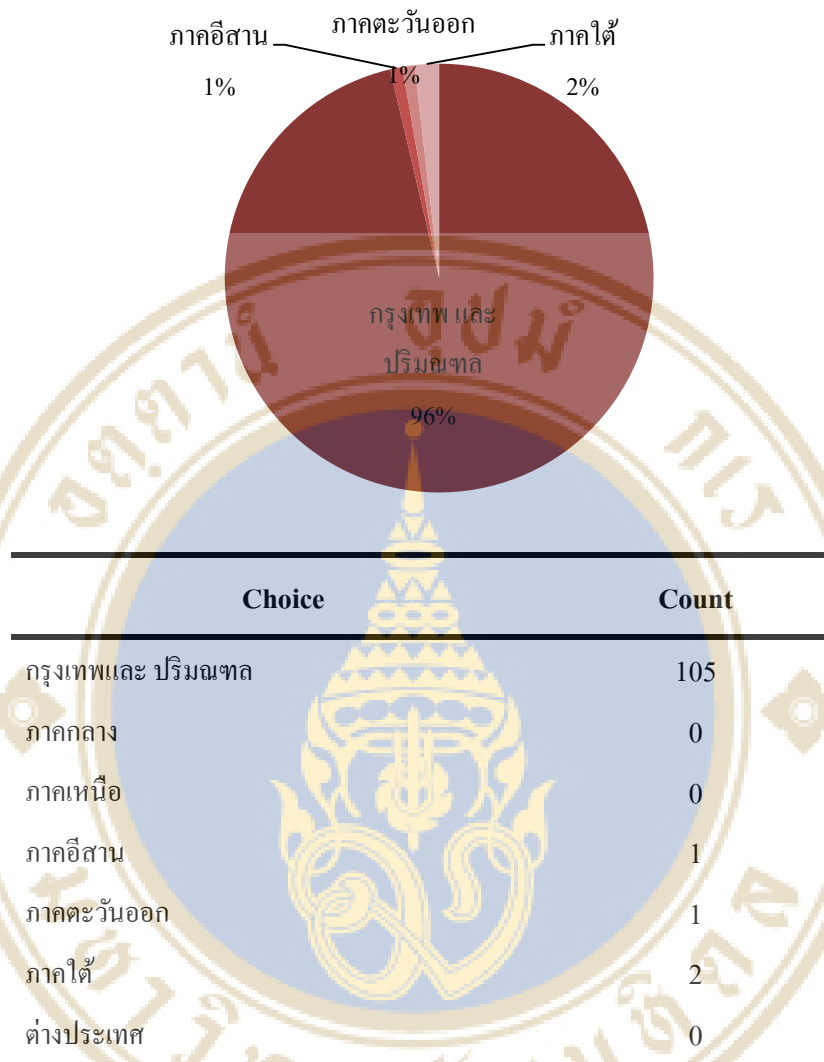 ภาคตะวันออก
ภาคอีสาน ภาคใต้
1% 1% 2%
กรุงเทพ และ
ปริมณฑล
96%
Choice Count
กรุงเทพและ ปริมณฑล 105
ภาคกลาง 0
ภาคเหนือ 0
ภาคอีสาน 1
ภาคตะวันออก 1
ภาคใต้ 2
ต่างประเทศ 0